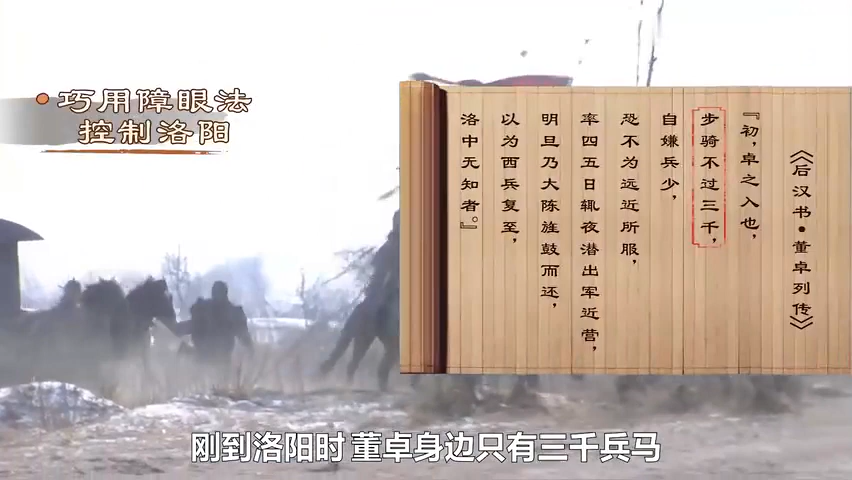 巧用障眼法
控制洛阳
《后汉书•董卓列传》
『初，卓之入也，
步骑不过三千，
自嫌兵少，
恐不为远近所服，
率四五日辄夜潜出军近营，
明旦乃大陈旌鼓而还，
以为西兵复至，
洛中无知者。』
刚到洛阳时 董卓身边只有三千兵马